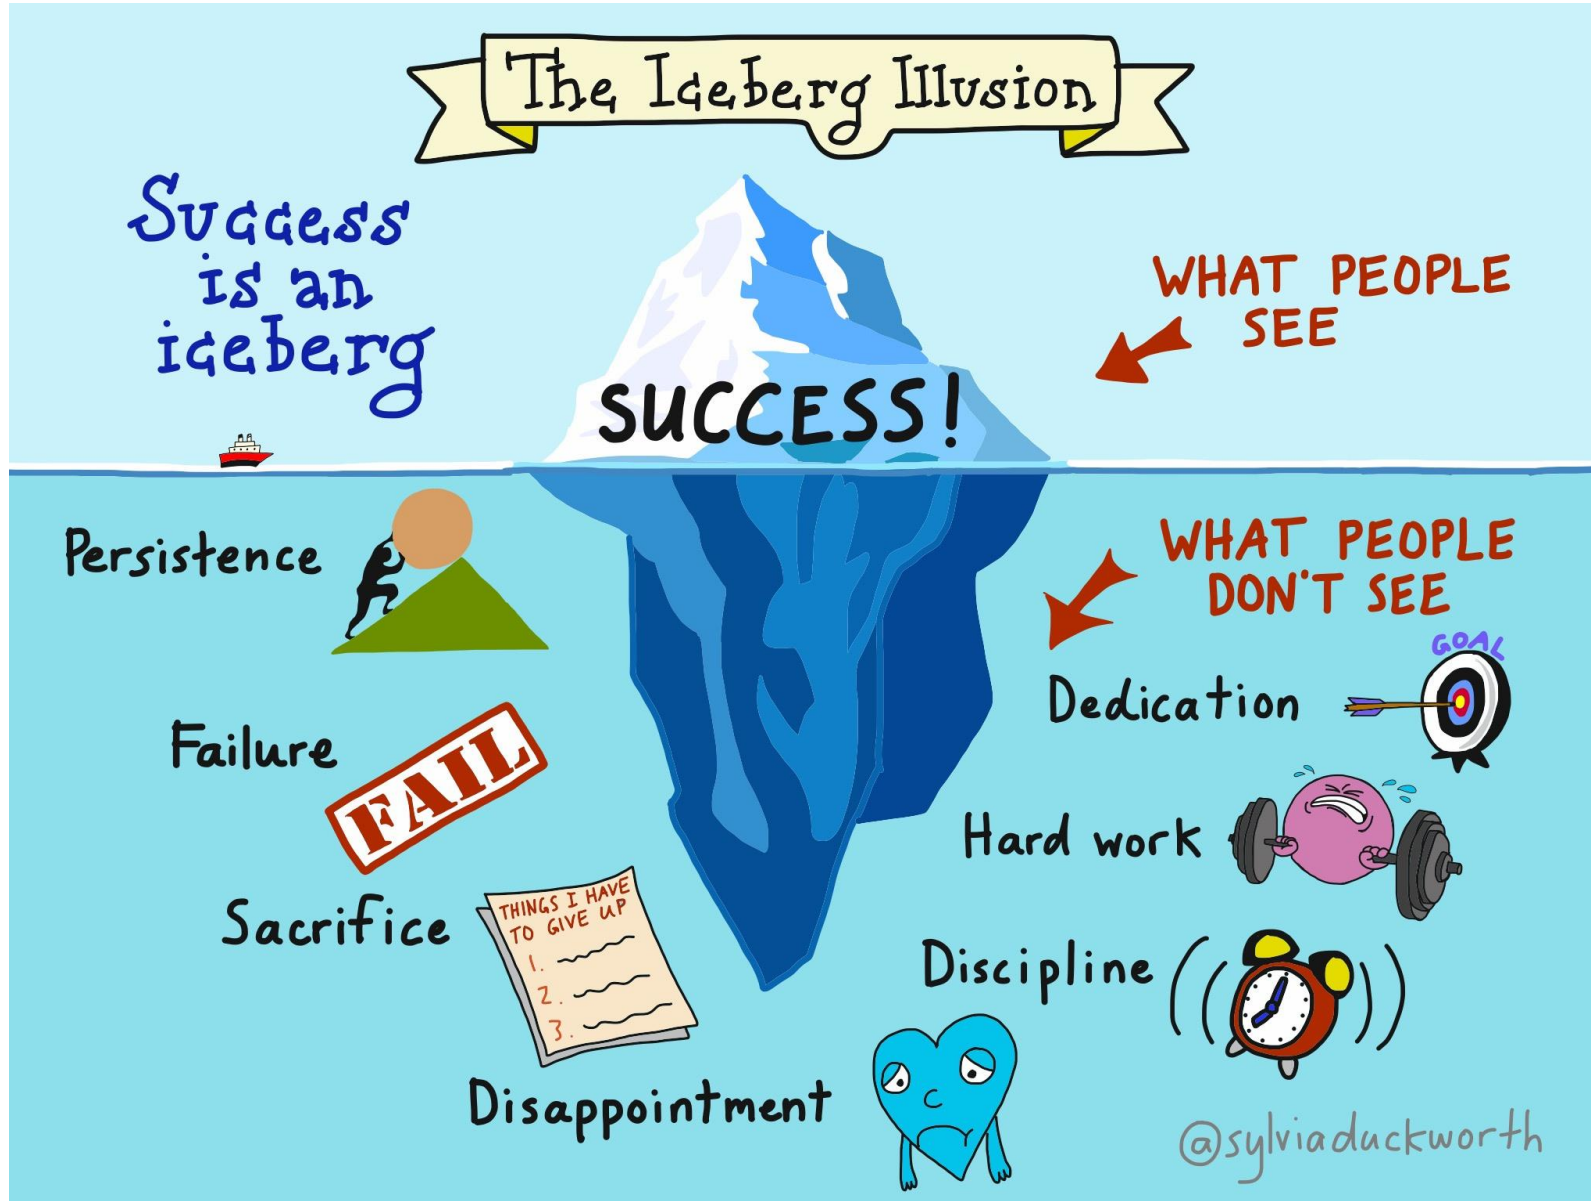 The Iceberg Illusion
Success
is an
iceberg
WHAT PEOPLE
SEE
SUCCESS!
WHAT PEOPLE
DON'T SEE
Persistence
Failure
FAIL
Sacrifice
THINGS I HAVE
TO GIVE UP
1.
2.
3.
Disappointment
GOAL
Dedication
Hard work
Discipline
@sylviaduckworth